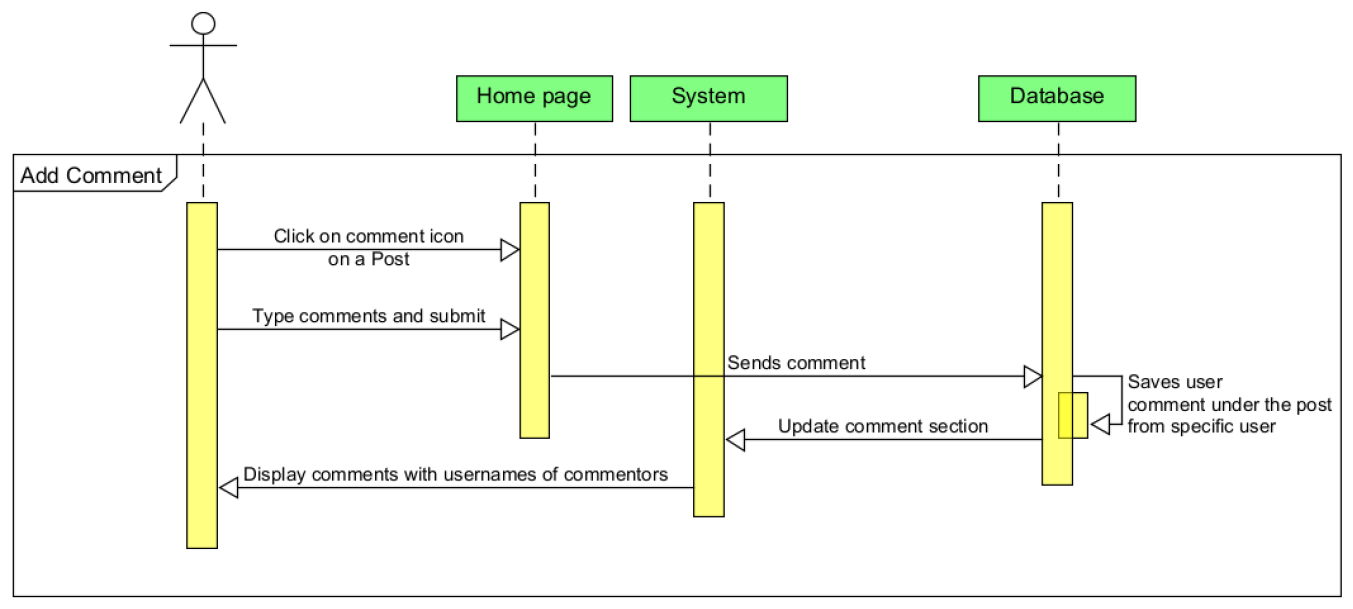 Home page
System
Database
Add Comment
Click on comment icon
on a Post
Type comments and submit
Sends comment
Saves user
comment under the post
from specific user
Update comment section
Display comments with usernames of commentors